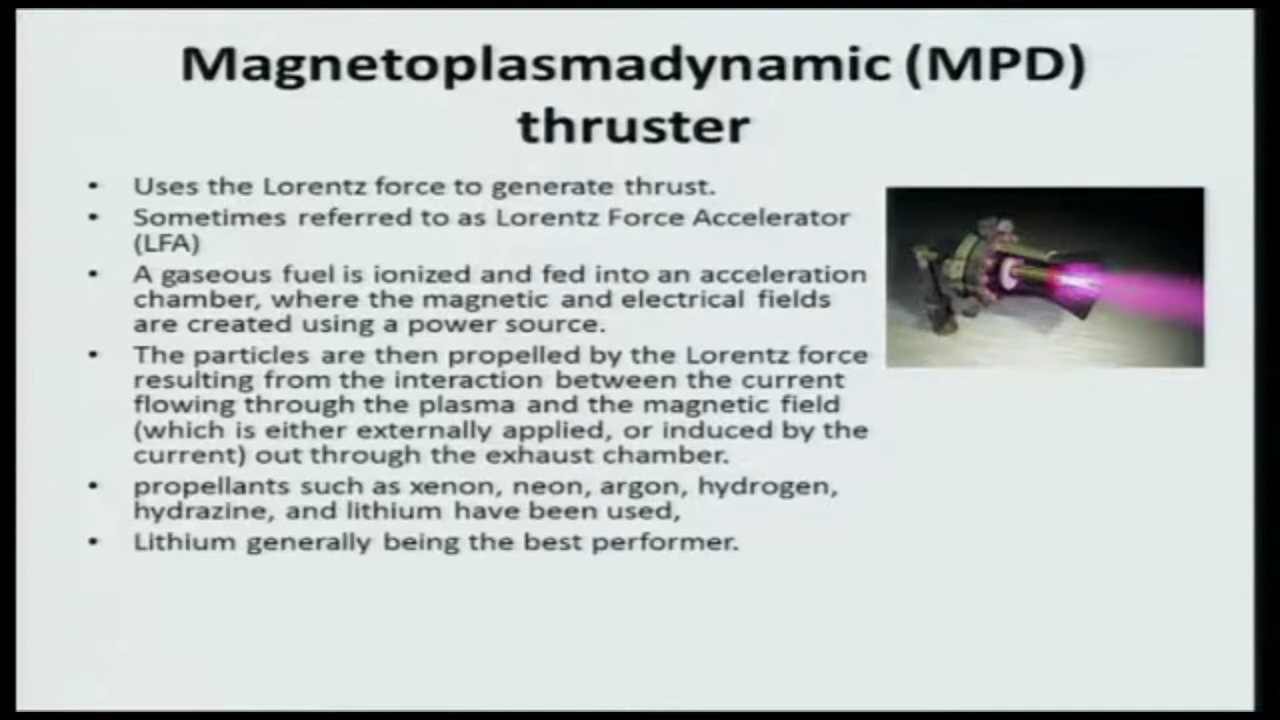 Magnetoplasmadynamic (MPD)
thruster
• Uses the Lorentz force to generate thrust.
• Sometimes referred to as Lorentz Force Accelerator
(LFA)
• A gaseous fuel is ionized and fed into an acceleration
chamber, where the magnetic and electrical fields
are created using a power source.
• The particles are then propelled by the Lorentz force
resulting from the interaction between the current
flowing through the plasma and the magnetic field
(which is either externally applied, or induced by the
current) out through the exhaust chamber.
• propellants such as xenon, neon, argon, hydrogen,
hydrazine, and lithium have been used,
• Lithium generally being the best performer.